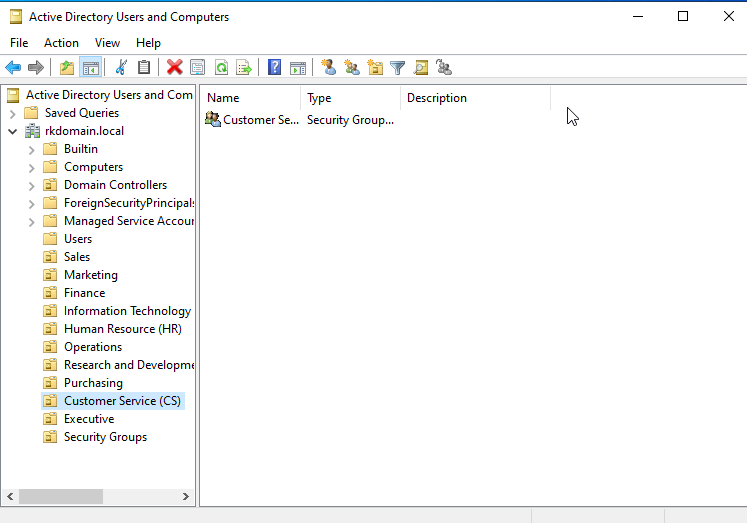 Active Directory Users and Computers
File Action View Help
Active Directory Users and Com
Saved Queries
rkdomain.local
Builtin
Computers
Domain Controllers
ForeignSecurityPrincipals
Managed Service Accour
Users
Sales
Marketing
Finance
Information Technology
Human Resource (HR)
Operations
Research and Developme
Purchasing
Customer Service (CS)
Executive
Security Groups
Name Type Description
Customer Se... Security Group...